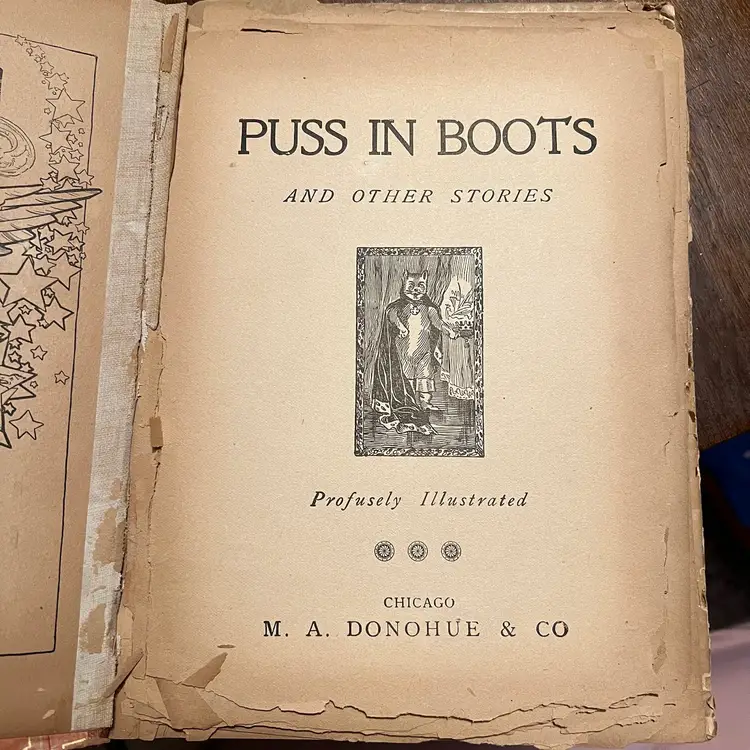 PUSS IN BOOTS
AND OTHER STORIES
Profusely Illustrated
CHICAGO
M. A. DONOHUE & CO